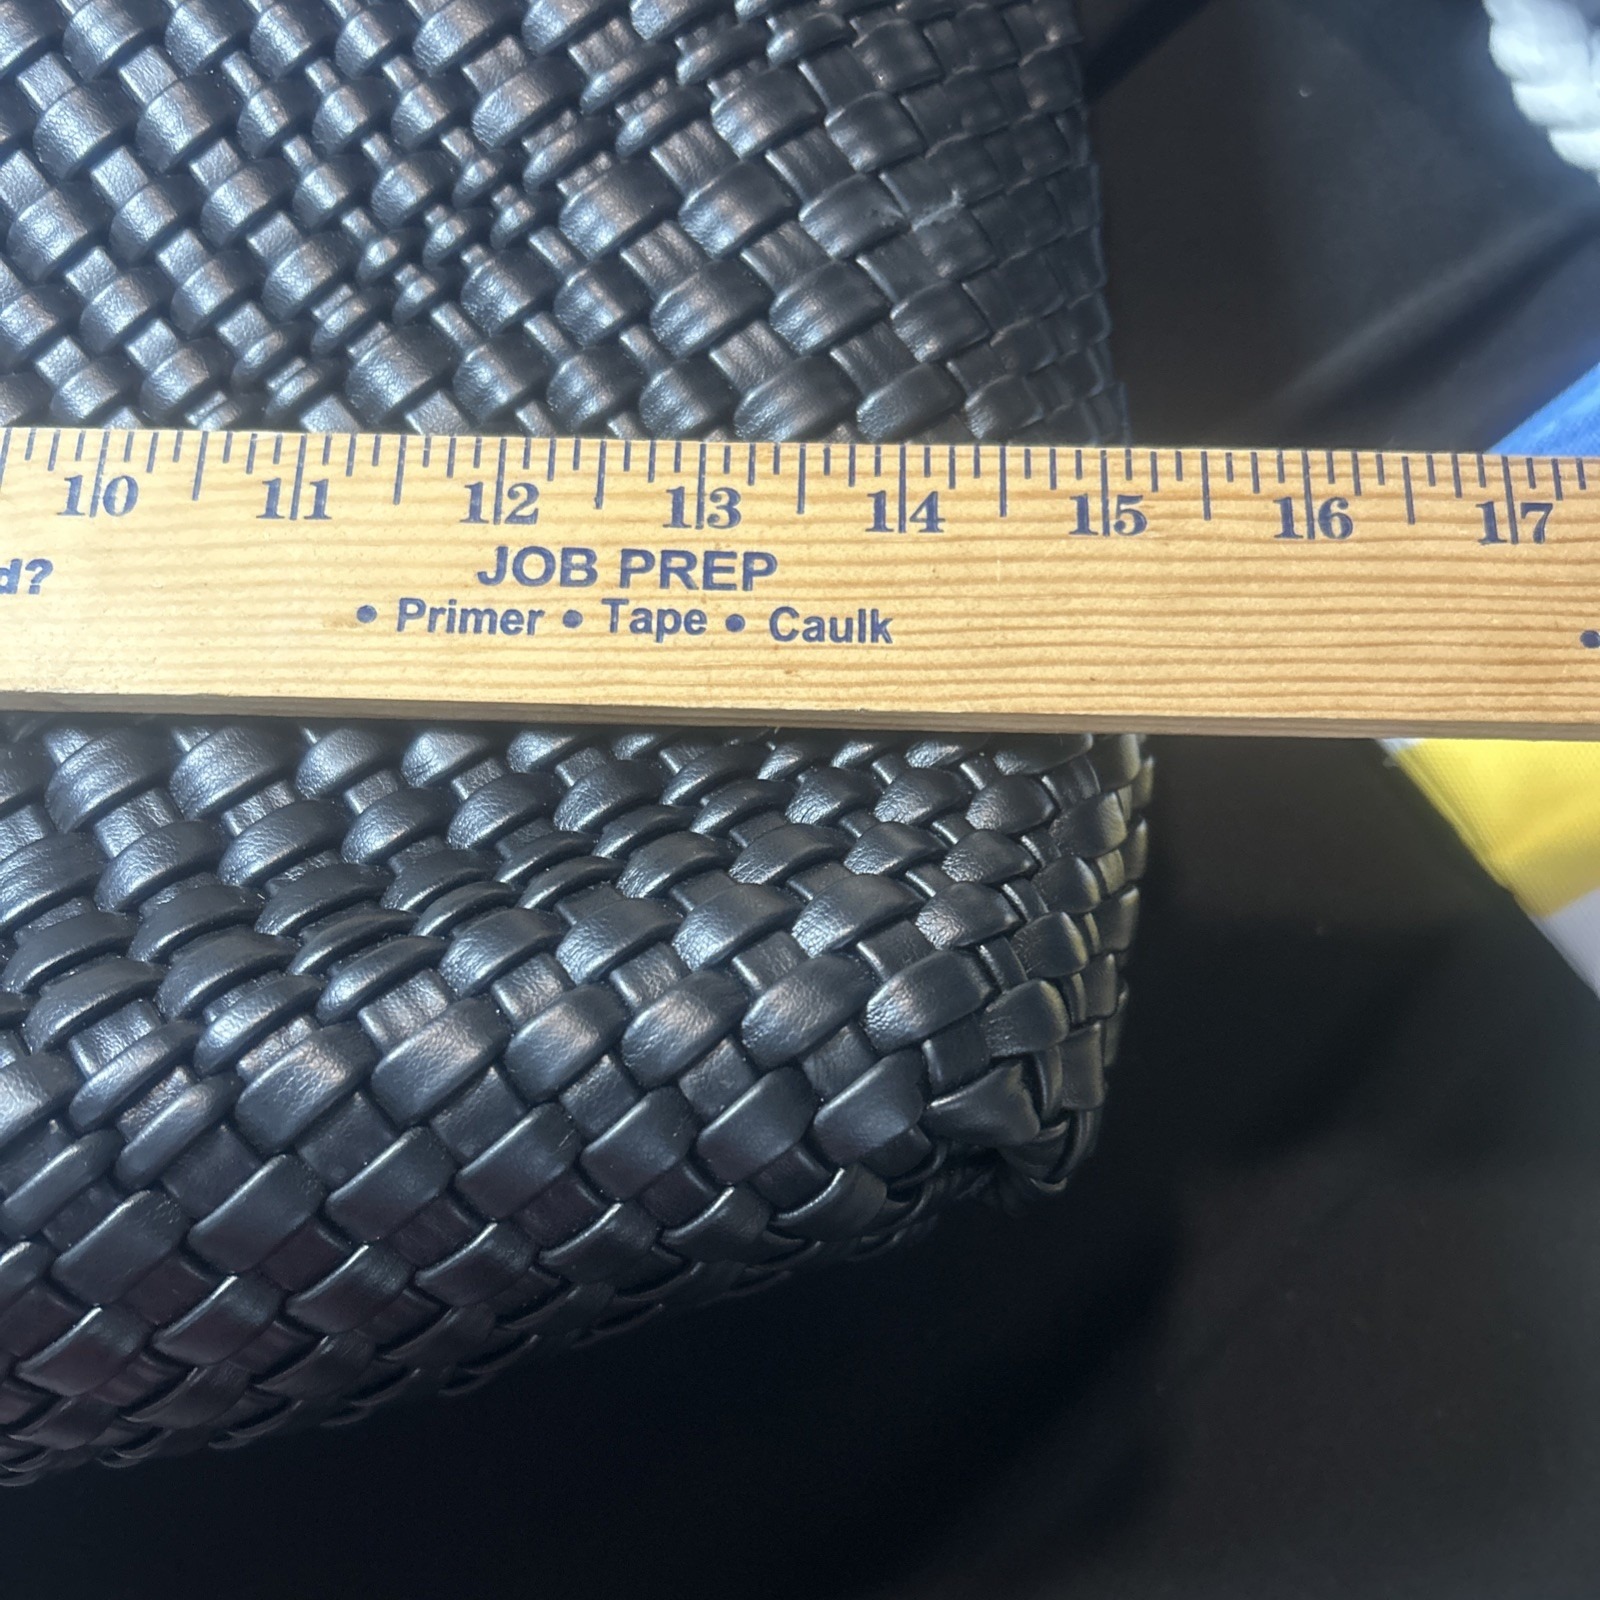 10 11 12 13 14 15 16 17
d?
JOB PREP
• Primer • Tape • Caulk